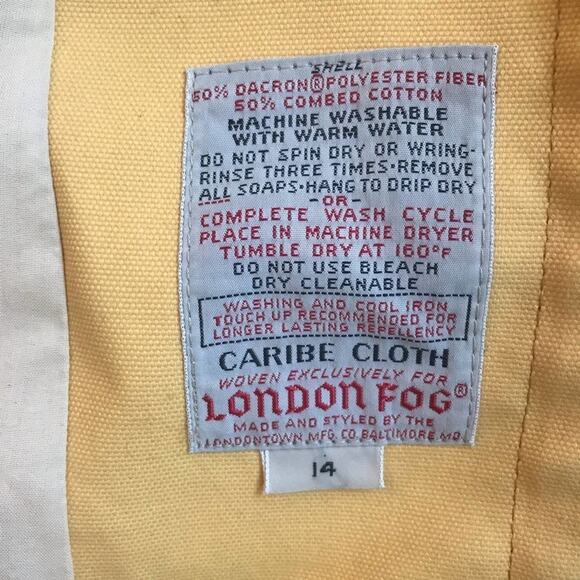 SHELL
50% DACRON® POLYESTER FIBER
50% COMBED COTTON
MACHINE WASHABLE
WITH WARM WATER
DO NOT SPIN DRY OR WRING-
RINSE THREE TIMES·REMOVE
ALL SOAPS·HANG TO DRIP DRY
-OR-
COMPLETE WASH CYCLE
PLACE IN MACHINE DRYER
TUMBLE DRY AT 160°F
DO NOT USE BLEACH
DRY CLEANABLE
WASHING AND COOL IRON
TOUCH UP RECOMMENDED FOR
LONGER LASTING REPELLENCY
CARIBE CLOTH
WOVEN EXCLUSIVELY FOR
LONDON FOG®
MADE AND STYLED BY THE
LONDONTOWN MFG. CO. BALTIMORE, MD.
14